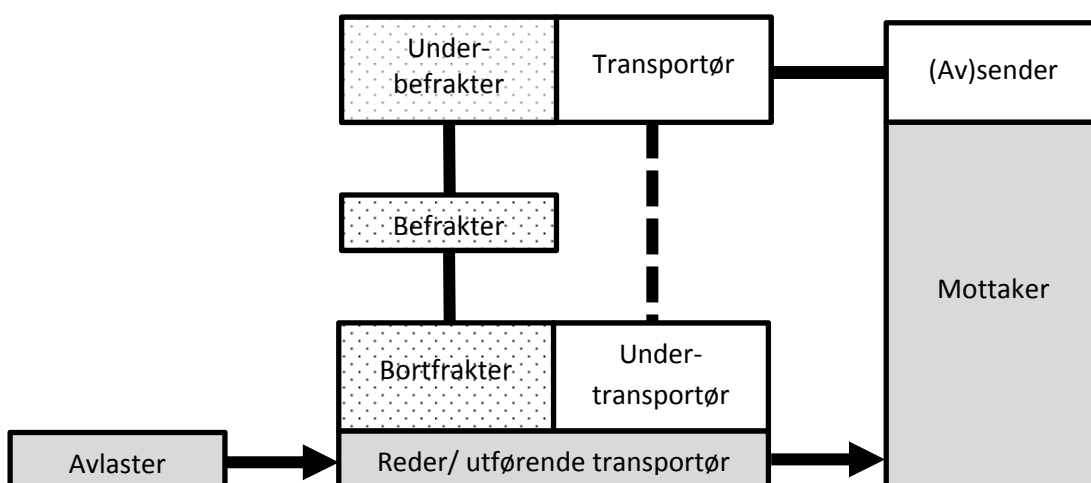 Under-
befrakter
Transportør
(Av)sender
Befrakter
Mottaker
Bortfrakter
Under-
transportør
Avlaster
Reder/ utførende transportør